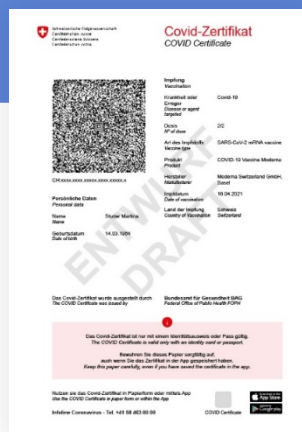 Schweizerische Eidgenossenschaft
Confédération suisse
Confederazione Svizzera
Confederaziun svizra
Covid-Zertifikat
COVID Certificate
Impfung
Vaccination
Krankheit oder Erreger
Covid-19
Disease or agent targeted
Dosis
2/2
N° of dose
Art des Impfstoffs
SARS-CoV-2 mRNA vaccine
Vaccine type
Produkt
COVID-19 Vaccine Moderna
Product
Hersteller
Moderna Switzerland GmbH, Basel
Manufacturer
Impfdatum
18.04.2021
Date of vaccination
Land der Impfung
Schweiz
Country of Vaccination
Switzerland
Persönliche Daten
Personal data
Name
Studer Martina
Name
Geburtsdatum
Date of birth
ENTWURF
DRAFT
Das Covid-Zertifikat wurde ausgestellt durch
The COVID Certificate was issued by
Bundesamt für Gesundheit BAG
Federal Office of Public Health FOPH
Das Covid-Zertifikat ist nur mit einem Identitätsausweis oder Pass gültig.
The COVID Certificate is valid only with an identity card or passport.
Bewahren Sie dieses Papier sorgfältig auf,
auch wenn Sie das Zertifikat in der App gespeichert haben.
Keep this paper carefully, even if you have saved the certificate in the app.
Nutzen sie das Covid-Zertifikat in Papierform oder mittels App
Use the COVID Certificate in paper form or within the App
App Store
Google Play
COVID Certificate
Infoline Coronavirus - Tel. +41 58 463 00 00